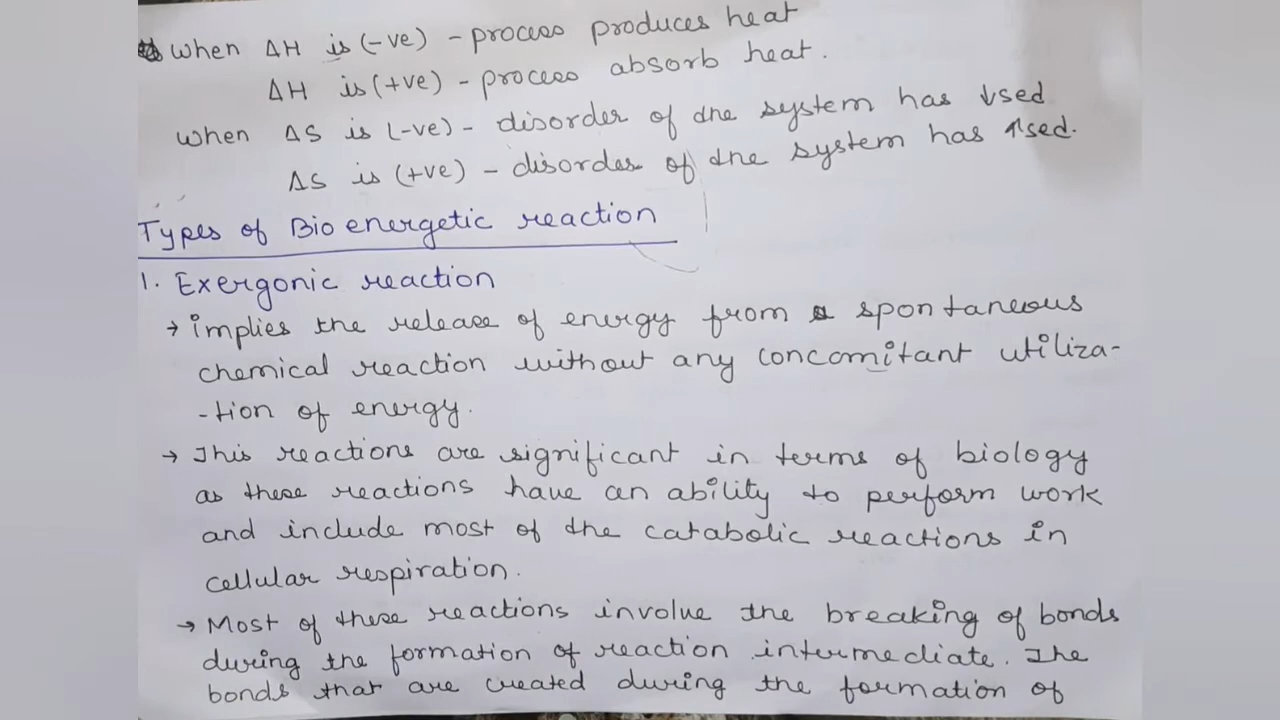 When ΔH is (-ve) - process produces heat
ΔH is (+ve) - process absorb heat.
When ΔS is (-ve) - disorder of the system has ↓sed
ΔS is (+ve) - disorder of the system has ↑sed.
Types of Bio energetic reaction
1. Exergonic reaction
→ implies the release of energy from spontaneous
chemical reaction without any concomitant utiliza-
-tion of energy.
→ This reactions are significant in terms of biology
as these reactions have an ability to perform work
and include most of the catabolic reactions in
cellular respiration.
→ Most of these reactions involve the breaking of bonds
during the formation of reaction intermediate. The
bonds that are created during the formation of